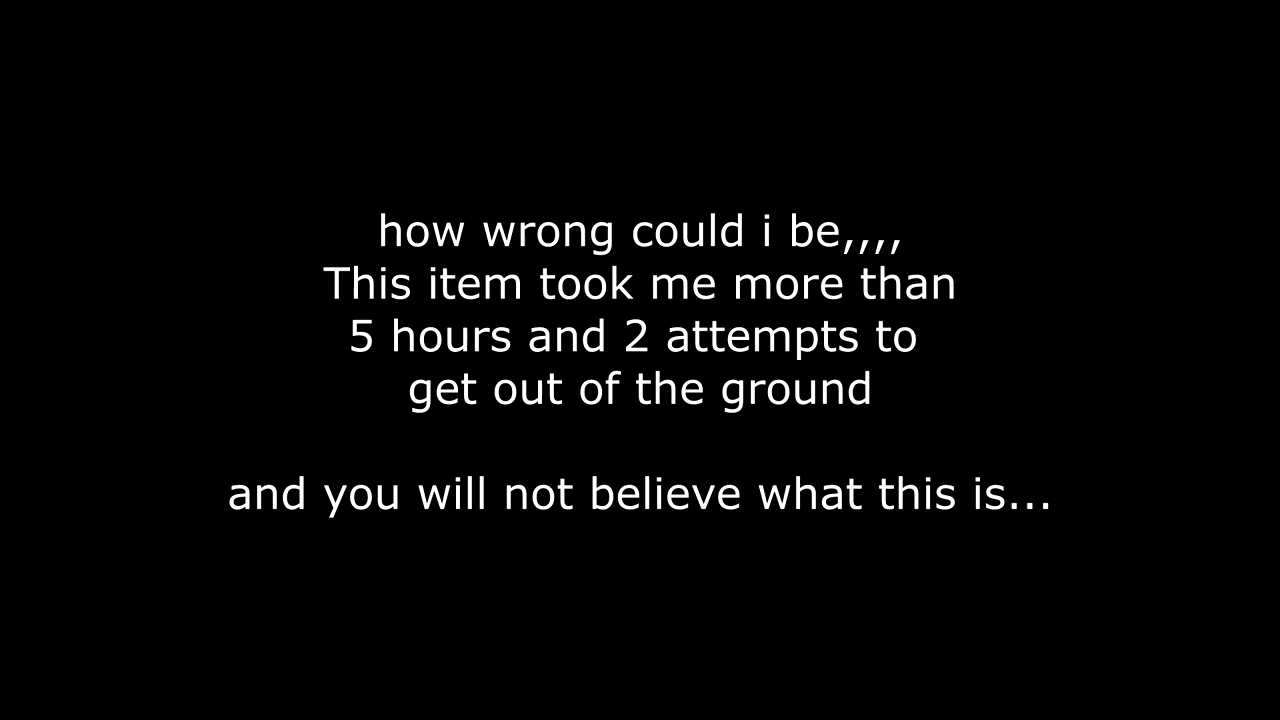 how wrong could i be,,,,
This item took me more than
5 hours and 2 attempts to
get out of the ground
and you will not believe what this is...